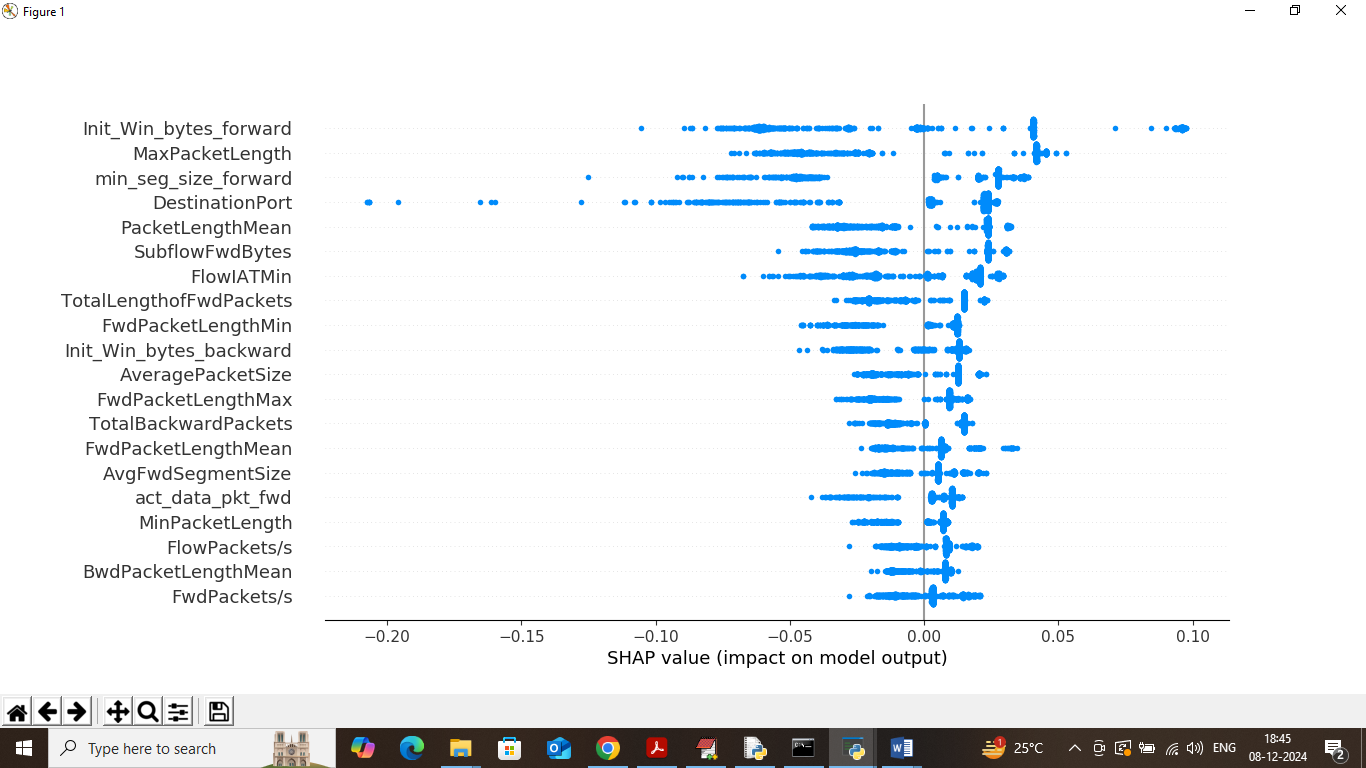 Figure 1
Init_Win_bytes_forward
MaxPacketLength
min_seg_size_forward
DestinationPort
PacketLengthMean
SubflowFwdBytes
FlowIATMin
TotalLengthofFwdPackets
FwdPacketLengthMin
Init_Win_bytes_backward
AveragePacketSize
FwdPacketLengthMax
TotalBackwardPackets
FwdPacketLengthMean
AvgFwdSegmentSize
act_data_pkt_fwd
MinPacketLength
FlowPackets/s
BwdPacketLengthMean
FwdPackets/s
−0.20 −0.15 −0.10 −0.05 0.00 0.05 0.10
SHAP value (impact on model output)
Type here to search
1
25°C
ENG
18:45
08-12-2024
2